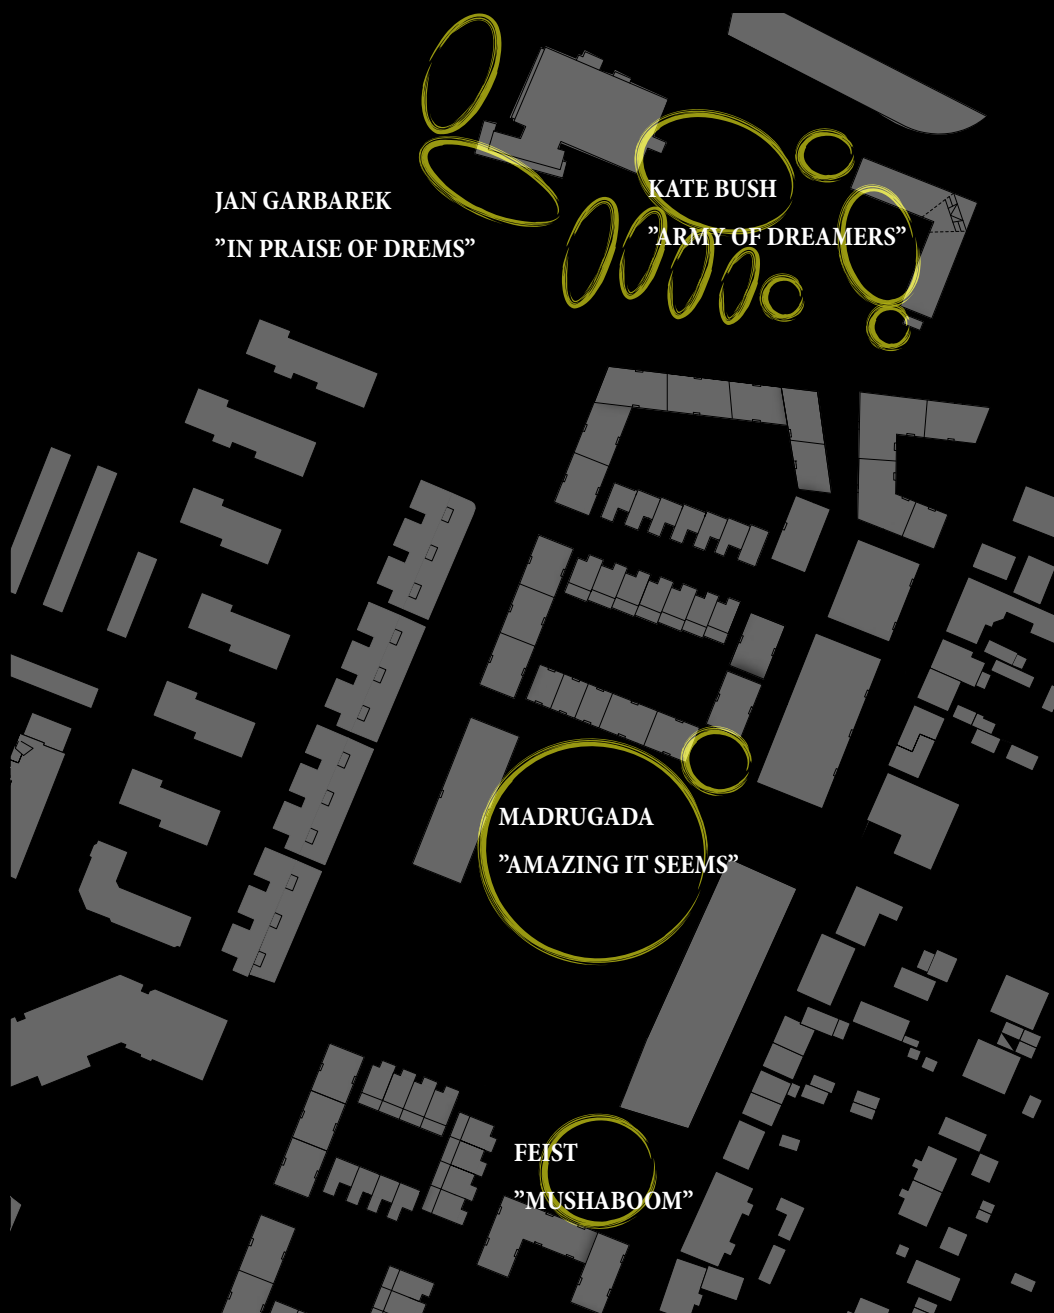 JAN GARBAREK
”IN PRAISE OF DREMS”
KATE BUSH
”ARMY OF DREAMERS”
MADRUGADA
”AMAZING IT SEEMS”
FEIST
”MUSHABOOM”